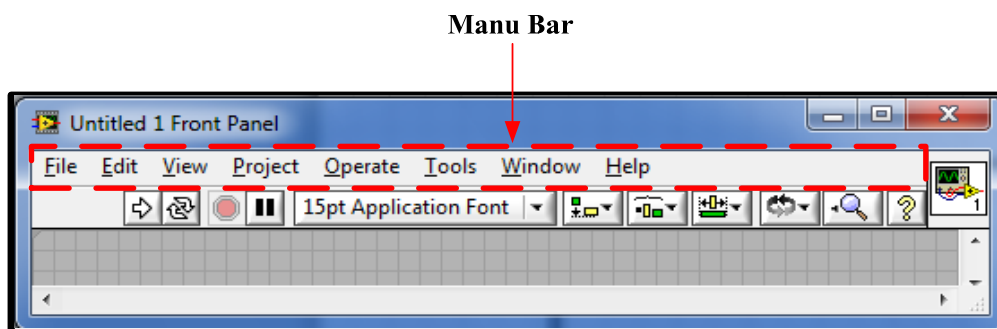 Manu Bar
Untitled 1 Front Panel
File Edit View Project Operate Tools Window Help
15pt Application Font
?
1